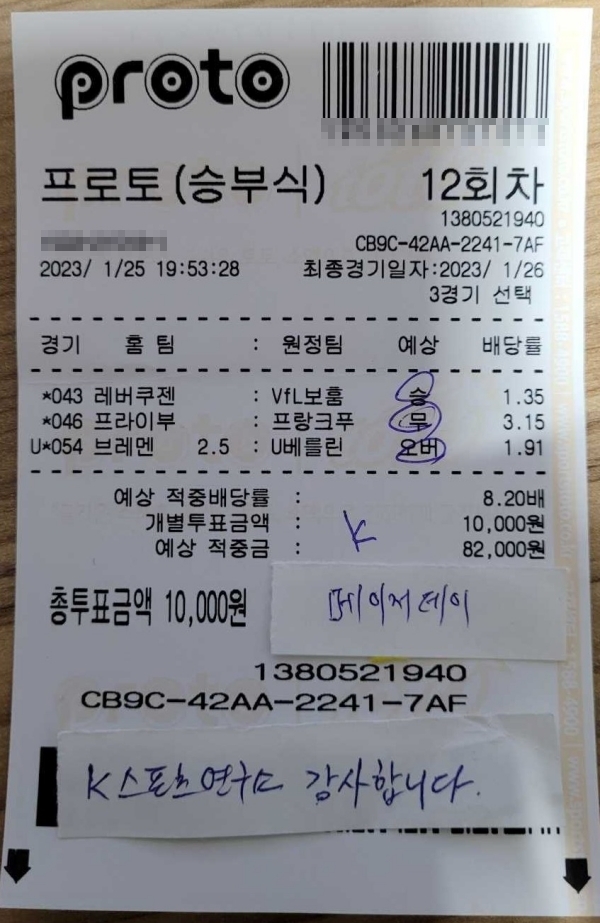 proto
프로토(승부식) 12회차
1380521940
CB9C-42AA-2241-7AF
2023/ 1/25 19:53:28 최종경기일자:2023/ 1/26
3경기 선택
경기 홈 팀 : 원정팀 예상 배당률
*043 레버쿠젠 : VfL보훔 승 1.35
*046 프라이부 : 프랑크푸 무 3.15
U*054 브레멘 2.5 : U베를린 오버 1.91
예상 적중배당률 : 8.20배
개별투표금액 : 10,000원
예상 적중금 : 82,000원
K
총투표금액 10,000원
메이저데이
1380521940
CB9C-42AA-2241-7AF
K스포츠연구소 감사합니다.